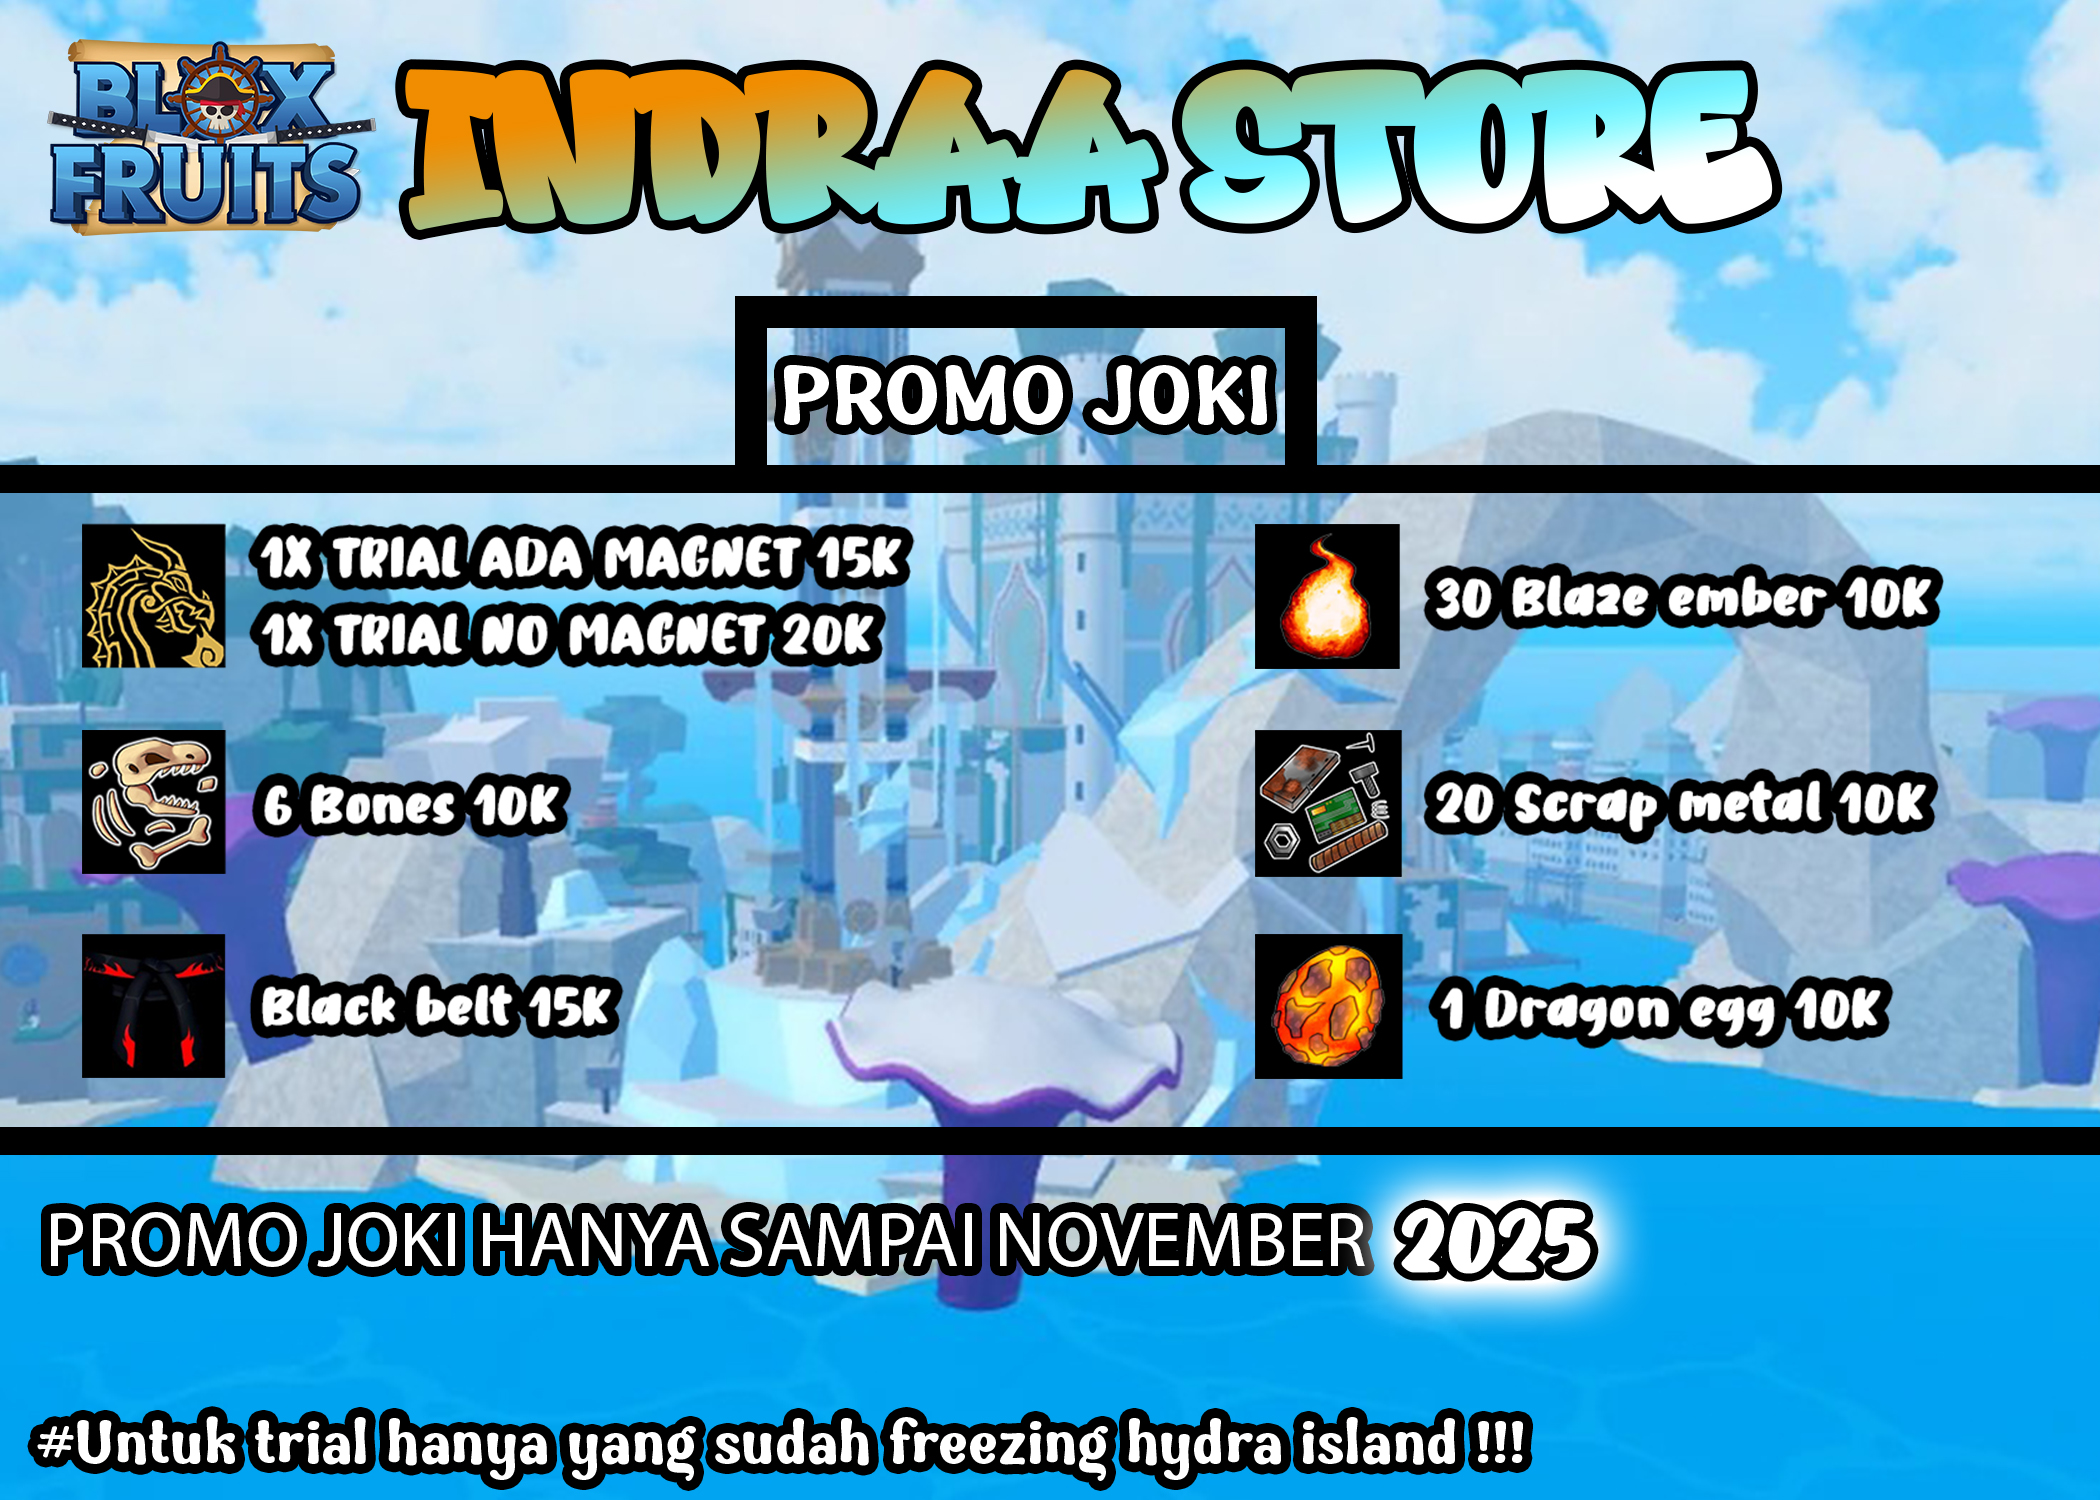 BLOX
FRUITS
INDRAA STORE
PROMO JOKI
1X TRIAL ADA MAGNET 15K
1X TRIAL NO MAGNET 20K
6 Bones 10K
Black belt 15K
30 Blaze ember 10K
20 Scrap metal 10K
1 Dragon egg 10K
PROMO JOKI HANYA SAMPAI NOVEMBER 2025
#Untuk trial hanya yang sudah freezing hydra island !!!